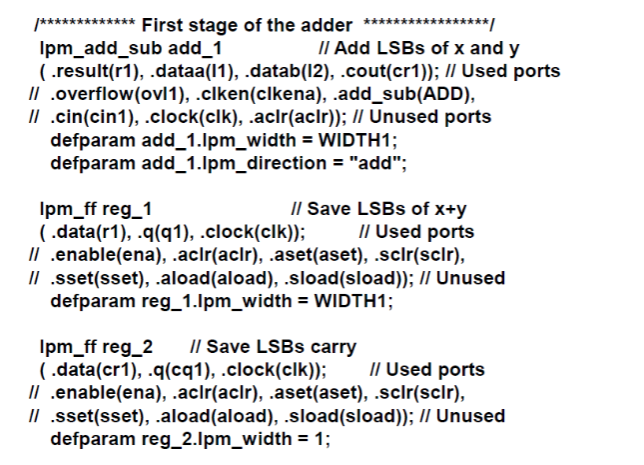 /************* First stage of the adder *****************/
lpm_add_sub add_1 // Add LSBs of x and y
( .result(r1), .dataa(l1), .datab(l2), .cout(cr1)); // Used ports
// .overflow(ovl1), .clken(clkena), .add_sub(ADD),
// .cin(cin1), .clock(clk), .aclr(aclr)); // Unused ports
defparam add_1.lpm_width = WIDTH1;
defparam add_1.lpm_direction = "add";
lpm_ff reg_1 // Save LSBs of x+y
( .data(r1), .q(q1), .clock(clk)); // Used ports
// .enable(ena), .aclr(aclr), .aset(aset), .sclr(sclr),
// .sset(sset), .aload(aload), .sload(sload)); // Unused
defparam reg_1.lpm_width = WIDTH1;
lpm_ff reg_2 // Save LSBs carry
( .data(cr1), .q(cq1), .clock(clk)); // Used ports
// .enable(ena), .aclr(aclr), .aset(aset), .sclr(sclr),
// .sset(sset), .aload(aload), .sload(sload)); // Unused
defparam reg_2.lpm_width = 1;